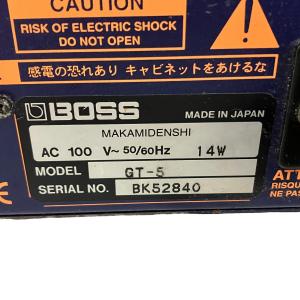 CAUTION
RISK OF ELECTRIC SHOCK
DO NOT OPEN
感電の恐れあり キャビネットをあけるな
BOSS
MADE IN JAPAN
MAKAMIDENSHI
AC 100 V~ 50/60Hz 14W
MODEL GT-5
SERIAL NO. BK52840
ATT
RISQU
NE PAS